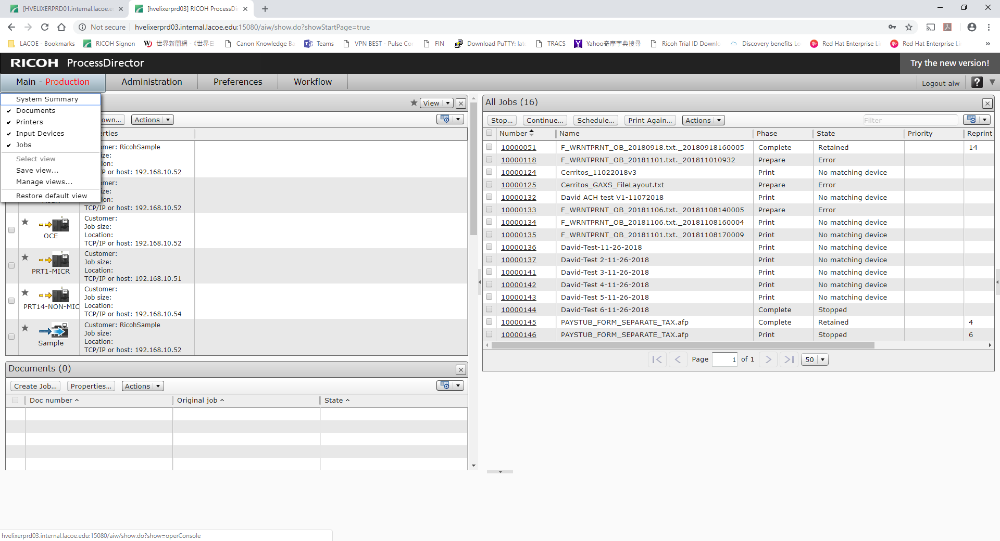 [HVELIXERPRD01.internal.lacoe.e
[hvelixerprd03] RICOH ProcessDi
Not secure
hvelixerprd03.internal.lacoe.edu:15080/aiw/show.do?showStartPage=true
LACOE - Bookmarks
RICOH Signon
世界新聞網 -《世界日
Canon Knowledge Ba
Teams
VPN BEST - Pulse Co
FIN
Download PuTTY: lat
TRACS
Yahoo奇摩字典搜尋
Ricoh Trial ID Downlo
Discovery benefits Lo
Red Hat Enterprise Li
Red Hat Enterprise Li
»
RICOH ProcessDirector
Try the new version!
Main - Production
Administration
Preferences
Workflow
Logout aiw
?
System Summary
Documents
Printers
Input Devices
Jobs
Select view
Save view...
Manage views...
Restore default view
View
own...
Actions
erties
omer: RicohSample
ize:
ion:
P or host: 192.168.10.52
omer:
ize:
ion:
TCP/IP or host: 192.168.10.52
OCE
Customer:
Job size:
Location:
TCP/IP or host: 192.168.10.52
PRT1-MICR
Customer:
Job size:
Location:
TCP/IP or host: 192.168.10.51
PRT14-NON-MIC
Customer:
Job size:
Location:
TCP/IP or host: 192.168.10.54
Sample
Customer: RicohSample
Job size:
Location:
TCP/IP or host: 192.168.10.52
Documents (0)
Create Job...
Properties...
Actions
Doc number
Original job
State
All Jobs (16)
Stop...
Continue...
Schedule...
Print Again...
Actions
Filter
Number Name Phase State Priority Reprint
10000051 F_WRNTPRNT_OB_20180918.txt._20180918160005 Complete Retained 14
10000118 F_WRNTPRNT_OB_20181101.txt._201811010932 Prepare Error
10000124 Cerritos_11022018v3 Print No matching device
10000125 Cerritos_GAXS_FileLayout.txt Prepare Error
10000132 David ACH test V1-11072018 Print No matching device
10000133 F_WRNTPRNT_OB_20181106.txt._20181108140005 Prepare Error
10000134 F_WRNTPRNT_OB_20181106.txt._20181108160004 Print No matching device
10000135 F_WRNTPRNT_OB_20181101.txt._20181108170009 Print No matching device
10000136 David-Test-11-26-2018 Print No matching device
10000137 David-Test 2-11-26-2018 Print No matching device
10000141 David-Test 3-11-26-2018 Print No matching device
10000142 David-Test 4-11-26-2018 Print No matching device
10000143 David-Test 5-11-26-2018 Print No matching device
10000144 David-Test 6-11-26-2018 Complete Stopped
10000145 PAYSTUB_FORM_SEPARATE_TAX.afp Complete Retained 4
10000146 PAYSTUB_FORM_SEPARATE_TAX.afp Print Stopped 6
Page 1 of 1
50
hvelixerprd03.internal.lacoe.edu:15080/aiw/show.do?show=operConsole